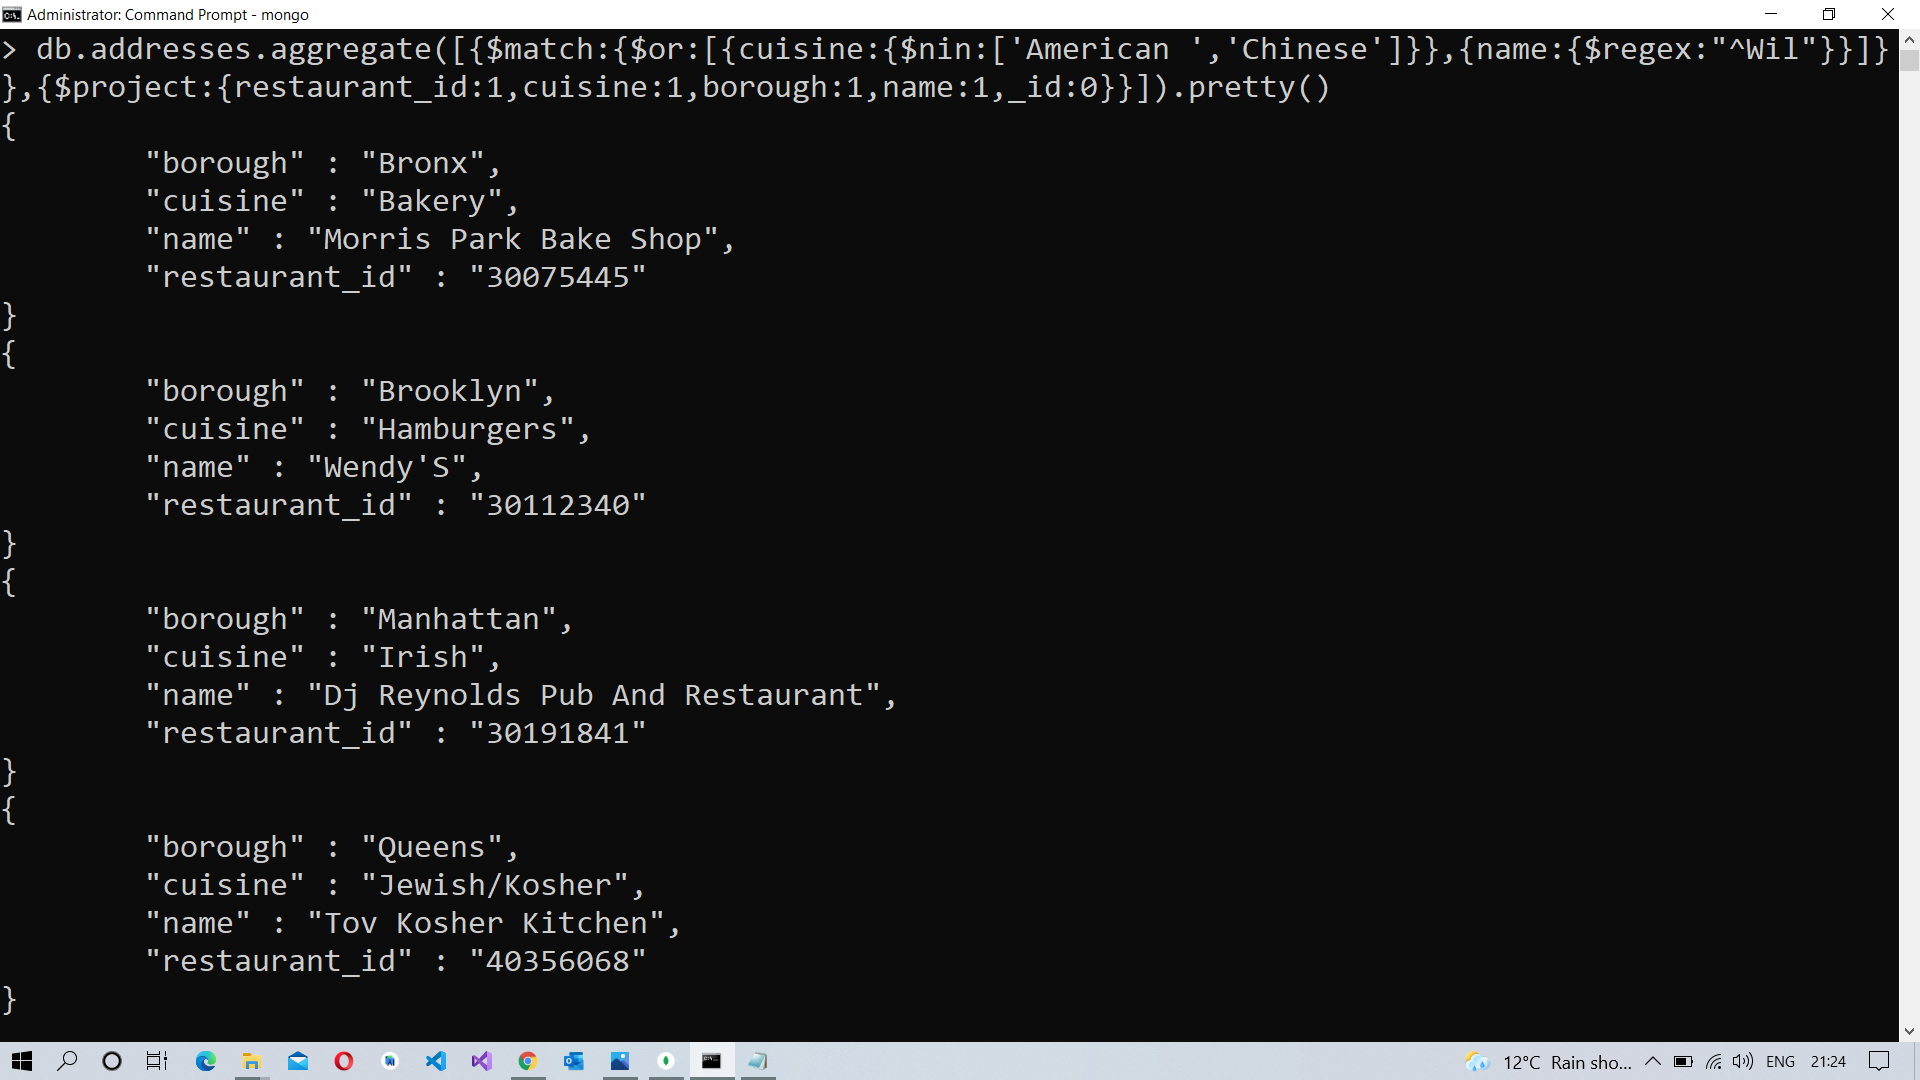 Administrator: Command Prompt - mongo
> db.addresses.aggregate([{$match:{$or:[{cuisine:{$nin:['American ','Chinese']}},{name:{$regex:"^Wil"}}]}
},{$project:{restaurant_id:1,cuisine:1,borough:1,name:1,_id:0}}]).pretty()
{
"borough" : "Bronx",
"cuisine" : "Bakery",
"name" : "Morris Park Bake Shop",
"restaurant_id" : "30075445"
}
{
"borough" : "Brooklyn",
"cuisine" : "Hamburgers",
"name" : "Wendy'S",
"restaurant_id" : "30112340"
}
{
"borough" : "Manhattan",
"cuisine" : "Irish",
"name" : "Dj Reynolds Pub And Restaurant",
"restaurant_id" : "30191841"
}
{
"borough" : "Queens",
"cuisine" : "Jewish/Kosher",
"name" : "Tov Kosher Kitchen",
"restaurant_id" : "40356068"
}
12°C Rain sho... ENG 21:24